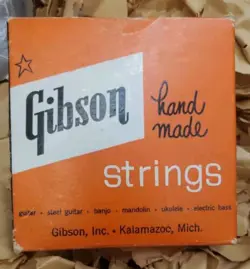 Gibson
hand
made
strings
guitar • steel guitar • banjo • mandolin • ukulele • electric bass
Gibson, Inc. • Kalamazoo, Mich.